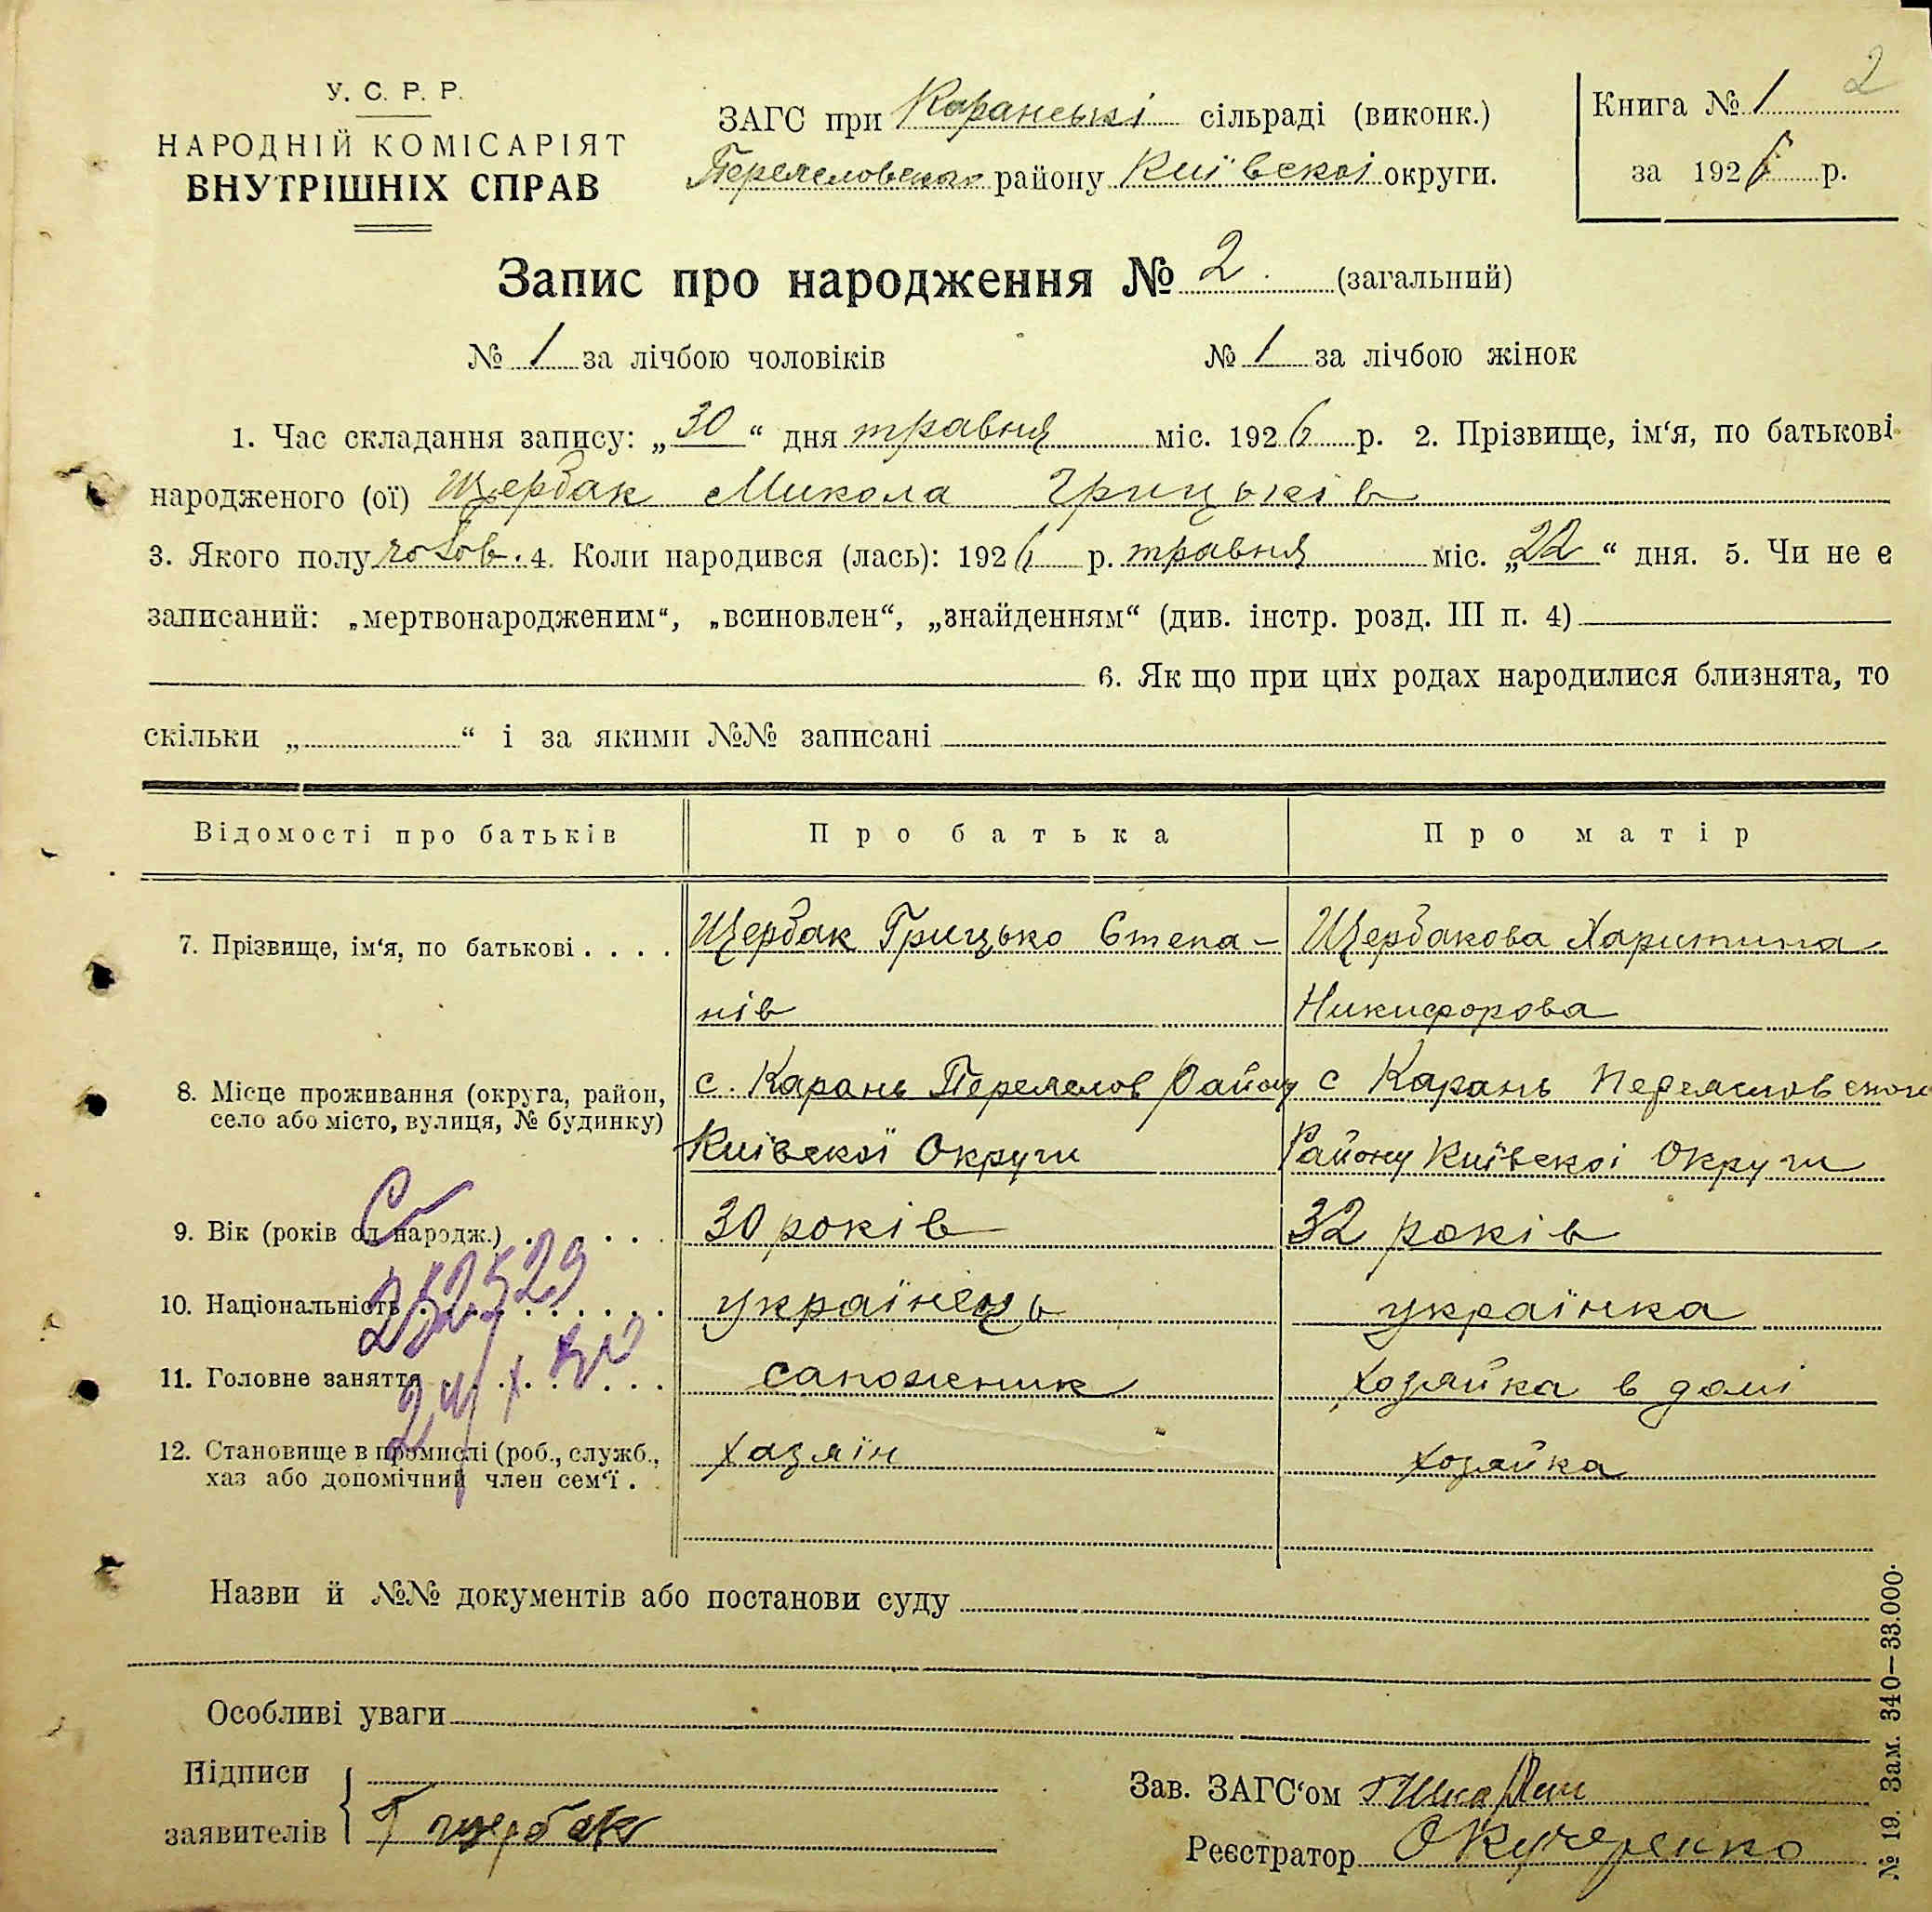 У. С. Р. Р.
НАРОДНІЙ КОМІСАРІЯТ
ВНУТРІШНІХ СПРАВ
ЗАГС при Каранські сільраді (виконк.)
Переяславського району Київскої округи.
Книга № 1 2
за 1926 р.
Запис про народження № 2. (загальний)
№ 1 за лічбою чоловіків № 1 за лічбою жінок
1. Час складання запису: „30“ дня травня міс. 1926 р. 2. Прізвище, ім‘я, по батькові
народженого (ої) Щербак Микола Грицьків
3. Якого полу чолов. 4. Коли народився (лась): 1926 р. травня міс. „22“ дня. 5. Чи не є
записаний: „мертвонародженим“, „всиновлен“, „знайденням“ (див. інстр. розд. III п. 4)
6. Як що при цих родах народилися близнята, то
скільки „ “ і за якими №№ записані
Відомості про батьків Про батька Про матір
7. Прізвище, ім‘я, по батькові . . . . Щербак Грицько Степа- Щербакова Харитина
нів Никифорова
8. Місце проживання (округа, район, с. Карань Переяслов Району с Карань
село або місто, вулиця, № будинку)
Київскої Округи Району Київскої Округи
9. Вік (років од народж.) . . . . 30 років 32 років
10. Національність . . . . . . . українець українка
11. Головне заняття . . . . . . сапожник хозяйка в домі
12. Становище в промислі (роб., служб., хазяїн хозяйка
хаз або допомічний член сем‘ї . .
252529
Назви й №№ документів або постанови суду
Особливі уваги
Підписи
заявителів Г щербак
Зав. ЗАГС‘ом
Реєстратор ОКучеренко
№ 19. Зам. 340—33.000.